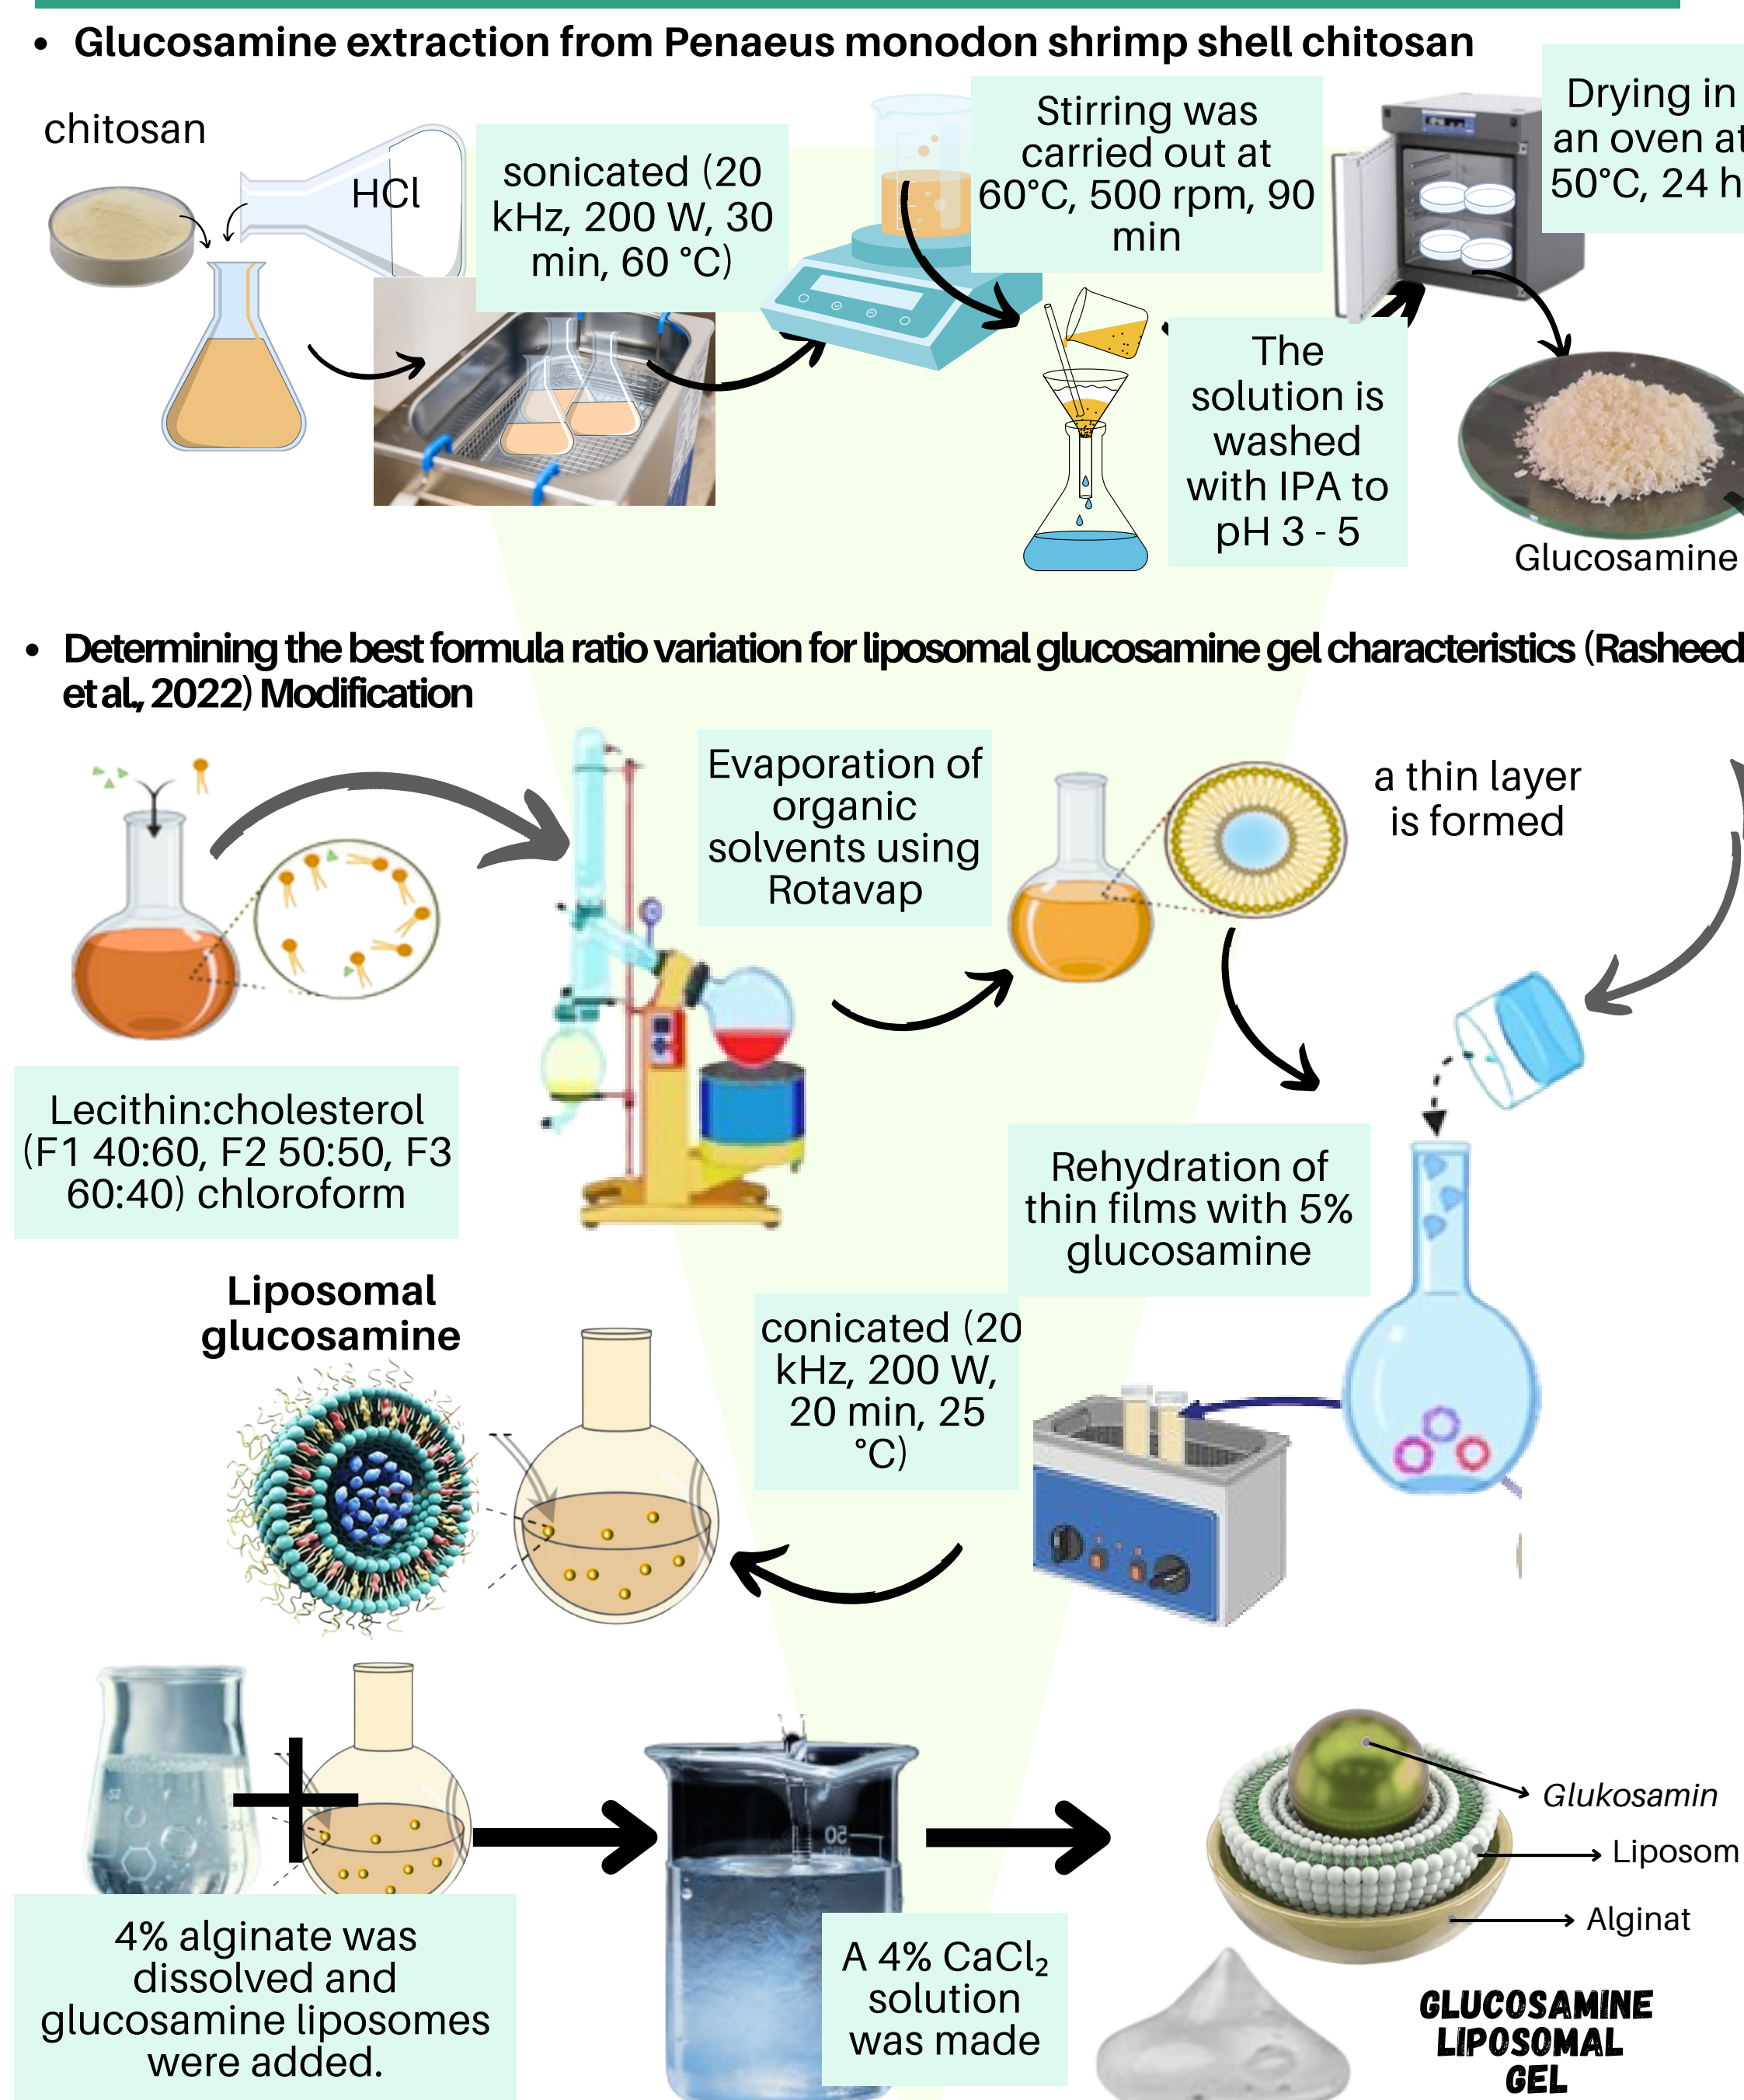 • Glucosamine extraction from Penaeus monodon shrimp shell chitosan
chitosan
HCl
sonicated (20
kHz, 200 W, 30
min, 60 °C)
Stirring was
carried out at
60°C, 500 rpm, 90
min
Drying in
an oven at
50°C, 24 h
The
solution is
washed
with IPA to
pH 3 - 5
Glucosamine
• Determining the best formula ratio variation for liposomal glucosamine gel characteristics (Rasheed
et al., 2022) Modification
Evaporation of
organic
solvents using
Rotavap
a thin layer
is formed
Lecithin:cholesterol
(F1 40:60, F2 50:50, F3
60:40) chloroform
Rehydration of
thin films with 5%
glucosamine
Liposomal
glucosamine
conicated (20
kHz, 200 W,
20 min, 25
°C)
50
Glukosamin
Liposom
Alginat
4% alginate was
dissolved and
glucosamine liposomes
were added.
A 4% CaCl₂
solution
was made
GLUCOSAMINE
LIPOSOMAL
GEL